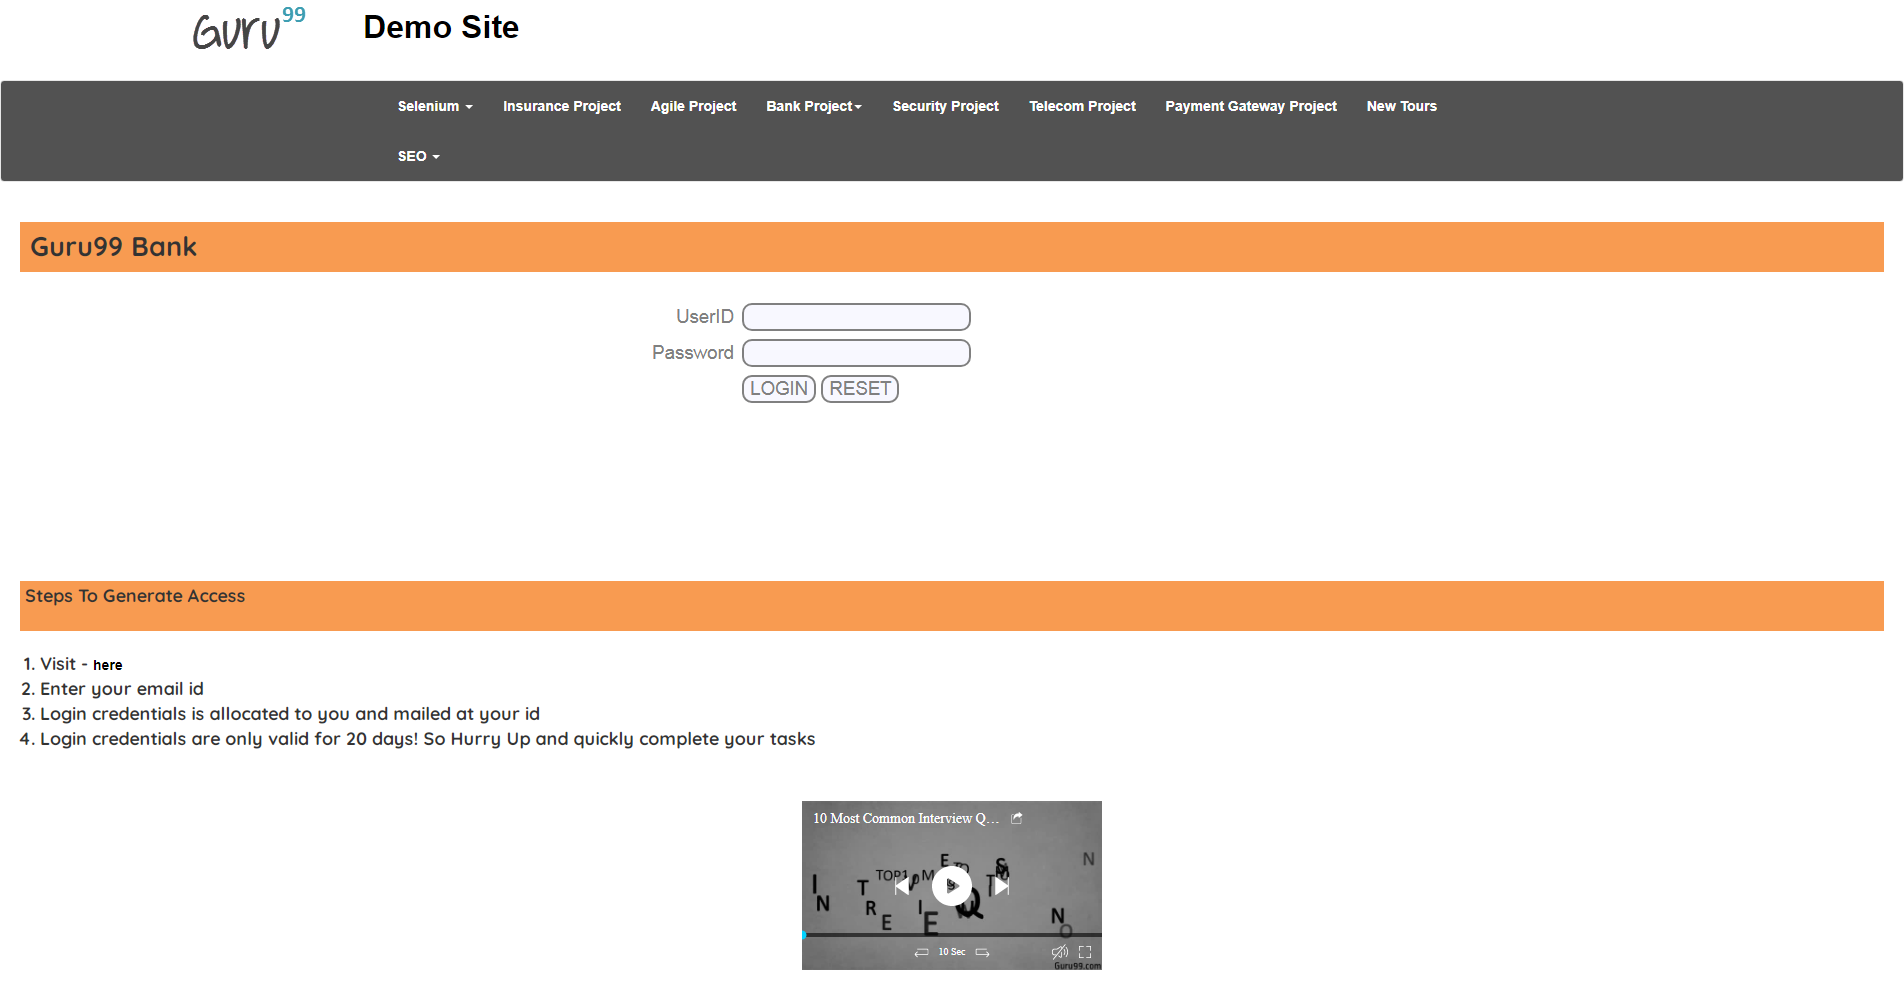 Guru99
Demo Site
Selenium
Insurance Project
Agile Project
Bank Project
Security Project
Telecom Project
Payment Gateway Project
New Tours
SEO
Guru99 Bank
UserID
Password
LOGIN RESET
Steps To Generate Access
1. Visit - here
2. Enter your email id
3. Login credentials is allocated to you and mailed at your id
4. Login credentials are only valid for 20 days! So Hurry Up and quickly complete your tasks
10 Most Common Interview Q...
10 Sec
Guru99.com